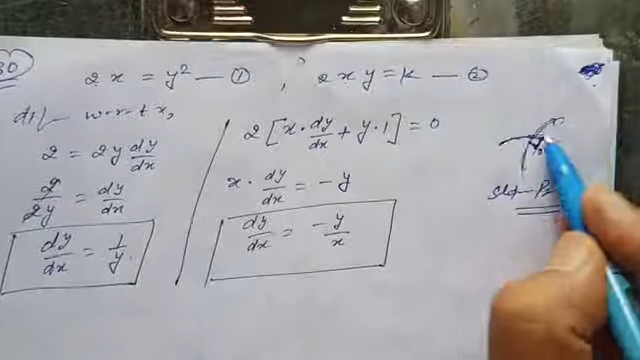 30
2x = y² — ①, 2xy = K — ②
dif w.r.t x,
2 = 2y dy/dx
2/2y = dy/dx
dy/dx = 1/y.
2[x·dy/dx + y·1] = 0
x·dy/dx = -y
dy/dx = -y/x